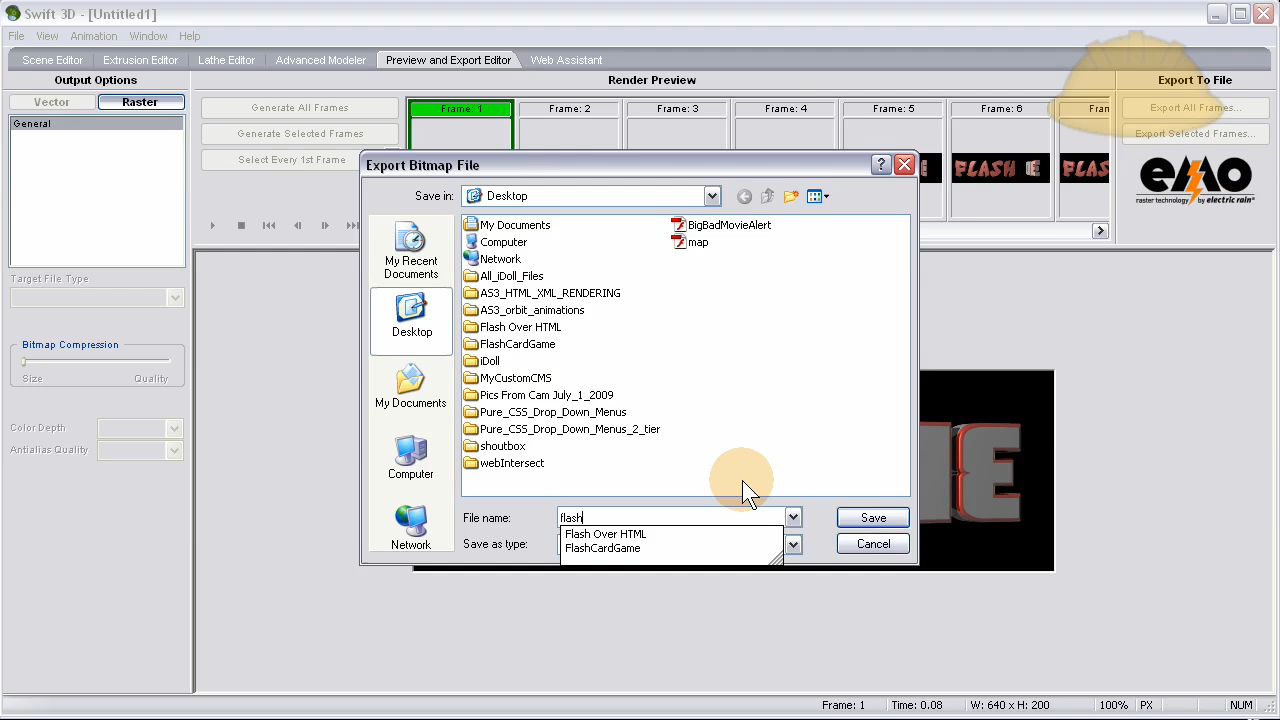 Swift 3D - [Untitled1]
File View Animation Window Help
Scene Editor Extrusion Editor Lathe Editor Advanced Modeler Preview and Export Editor Web Assistant
Output Options
Render Preview
Export To File
Vector Raster
General
Generate All Frames
Generate Selected Frames
Select Every 1st Frame
Frame: 1 Frame: 2 Frame: 3 Frame: 4 Frame: 5 Frame: 6 Fran
Export All Frames...
Export Selected Frames...
FLASH
emo
raster technology by electric rain
Target File Type
Bitmap Compression
Size Quality
Color Depth
Antialias Quality
Export Bitmap File
Save in: Desktop
My Recent Documents
Desktop
My Documents
Computer
Network
My Documents
Computer
Network
All_iDoll_Files
AS3_HTML_XML_RENDERING
AS3_orbit_animations
Flash Over HTML
FlashCardGame
iDoll
MyCustomCMS
Pics From Cam July_1_2009
Pure_CSS_Drop_Down_Menus
Pure_CSS_Drop_Down_Menus_2_tier
shoutbox
webIntersect
BigBadMovieAlert
map
File name: flash
Save
Flash Over HTML
FlashCardGame
Save as type:
Cancel
Frame: 1 Time: 0.08 W: 640 x H: 200 100% PX NUM